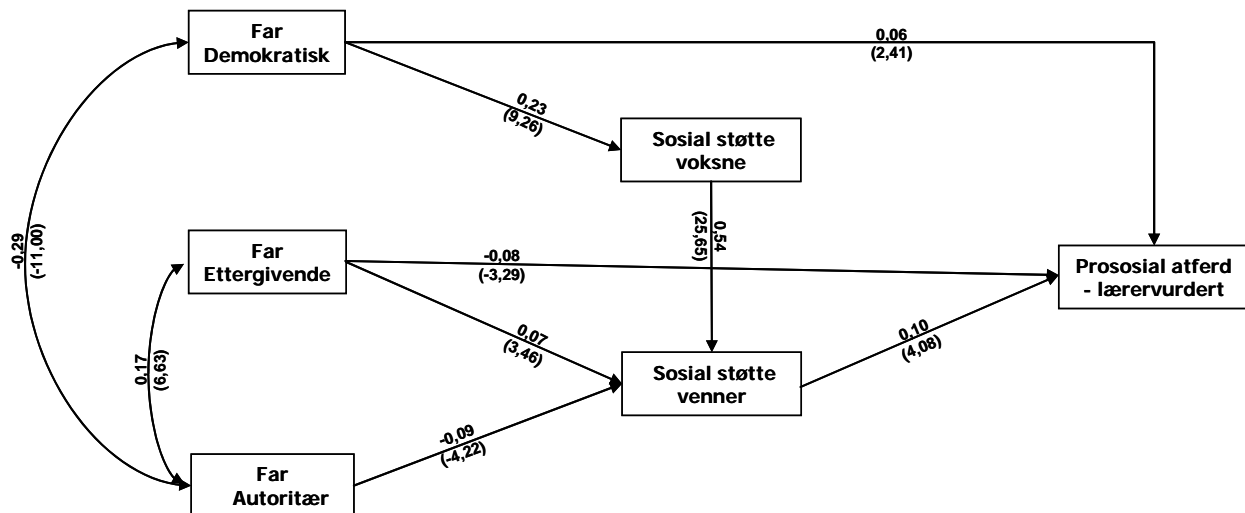 Far
Demokratisk
0,06
(2,41)
0,23
(9,26)
Sosial støtte
voksne
-0,29
(-11,00)
0,54
(25,65)
Far
Ettergivende
-0,08
(-3,29)
Prososial atferd
- lærervurdert
0,17
(6,63)
0,07
(3,46)
0,10
(4,08)
Sosial støtte
venner
-0,09
(-4,22)
Far
Autoritær